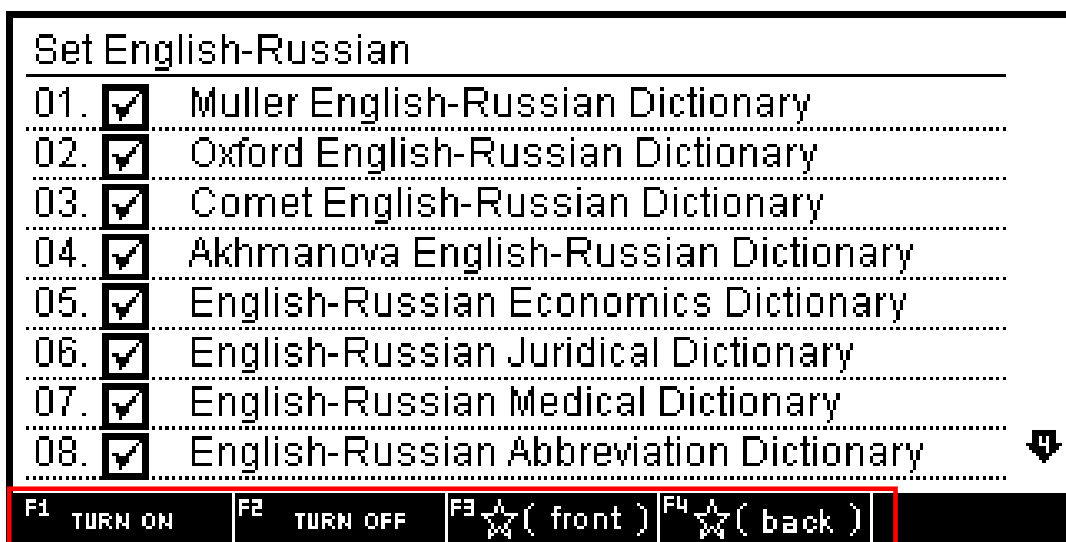 Set English-Russian
01. Muller English-Russian Dictionary
02. Oxford English-Russian Dictionary
03. Comet English-Russian Dictionary
04. Akhmanova English-Russian Dictionary
05. English-Russian Economics Dictionary
06. English-Russian Juridical Dictionary
07. English-Russian Medical Dictionary
08. English-Russian Abbreviation Dictionary
4
F1 TURN ON F2 TURN OFF F3 ☆( front ) F4 ☆( back )